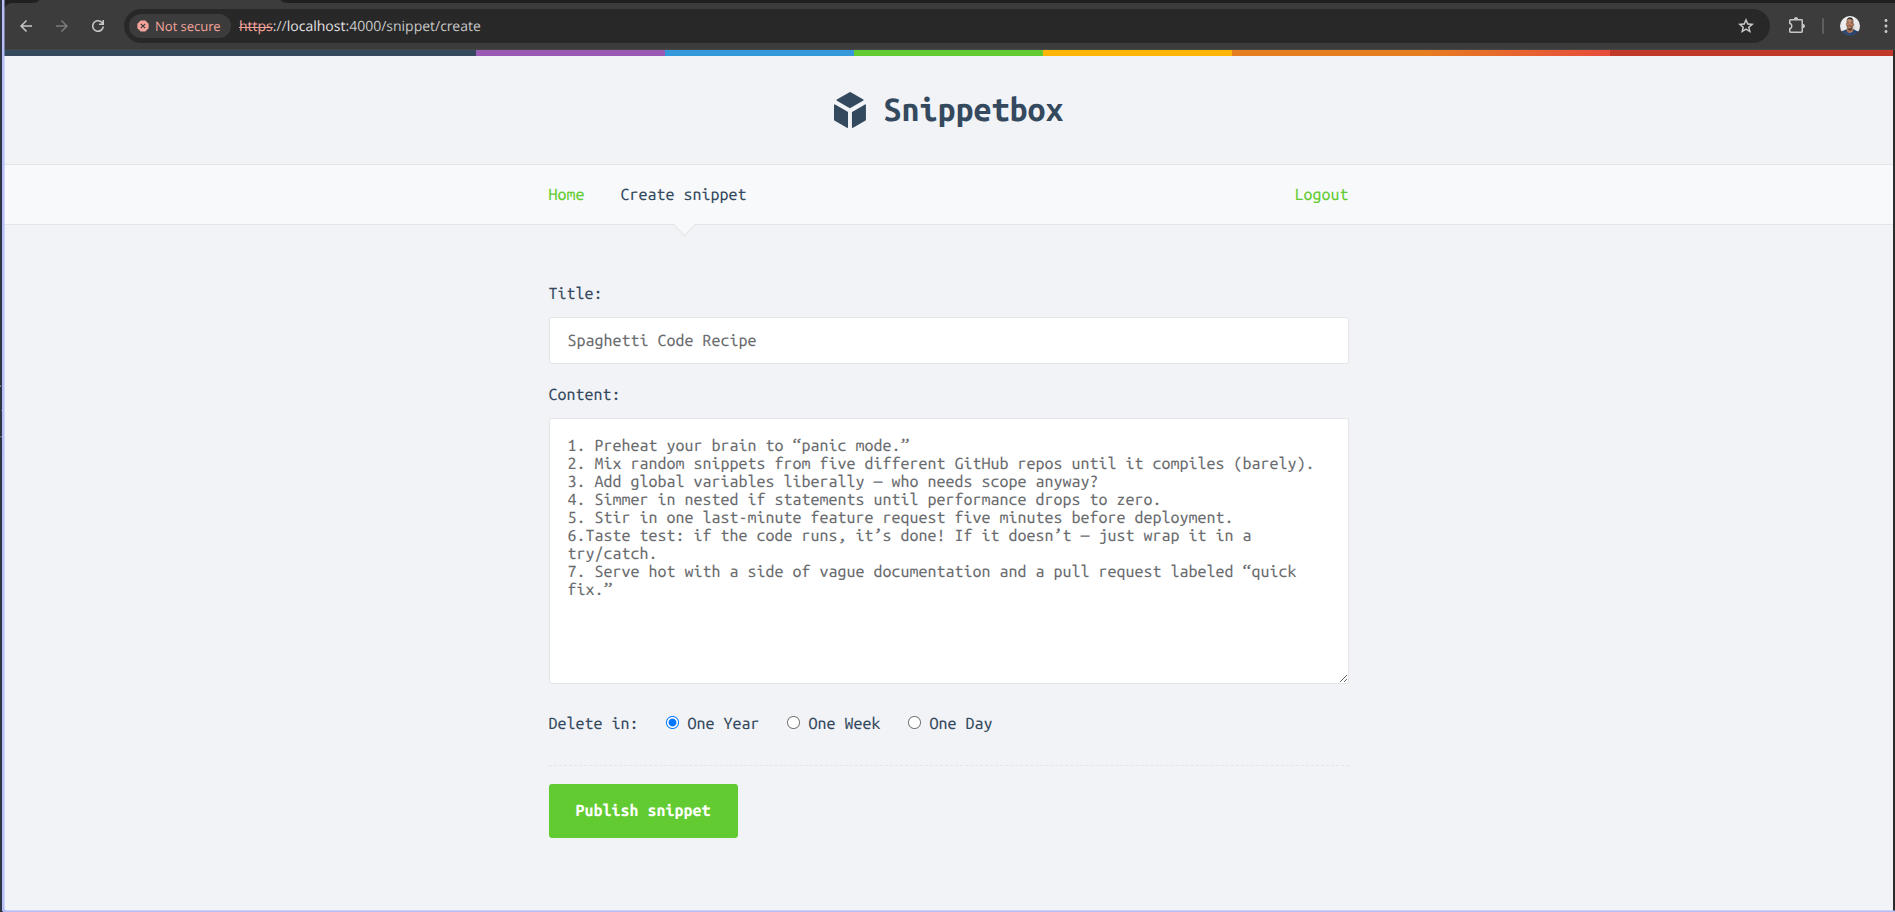 Not secure https://localhost:4000/snippet/create
Snippetbox
Home Create snippet Logout
Title:
Spaghetti Code Recipe
Content:
1. Preheat your brain to “panic mode.”
2. Mix random snippets from five different GitHub repos until it compiles (barely).
3. Add global variables liberally — who needs scope anyway?
4. Simmer in nested if statements until performance drops to zero.
5. Stir in one last-minute feature request five minutes before deployment.
6.Taste test: if the code runs, it’s done! If it doesn’t — just wrap it in a
try/catch.
7. Serve hot with a side of vague documentation and a pull request labeled “quick
fix.”
Delete in: One Year One Week One Day
Publish snippet